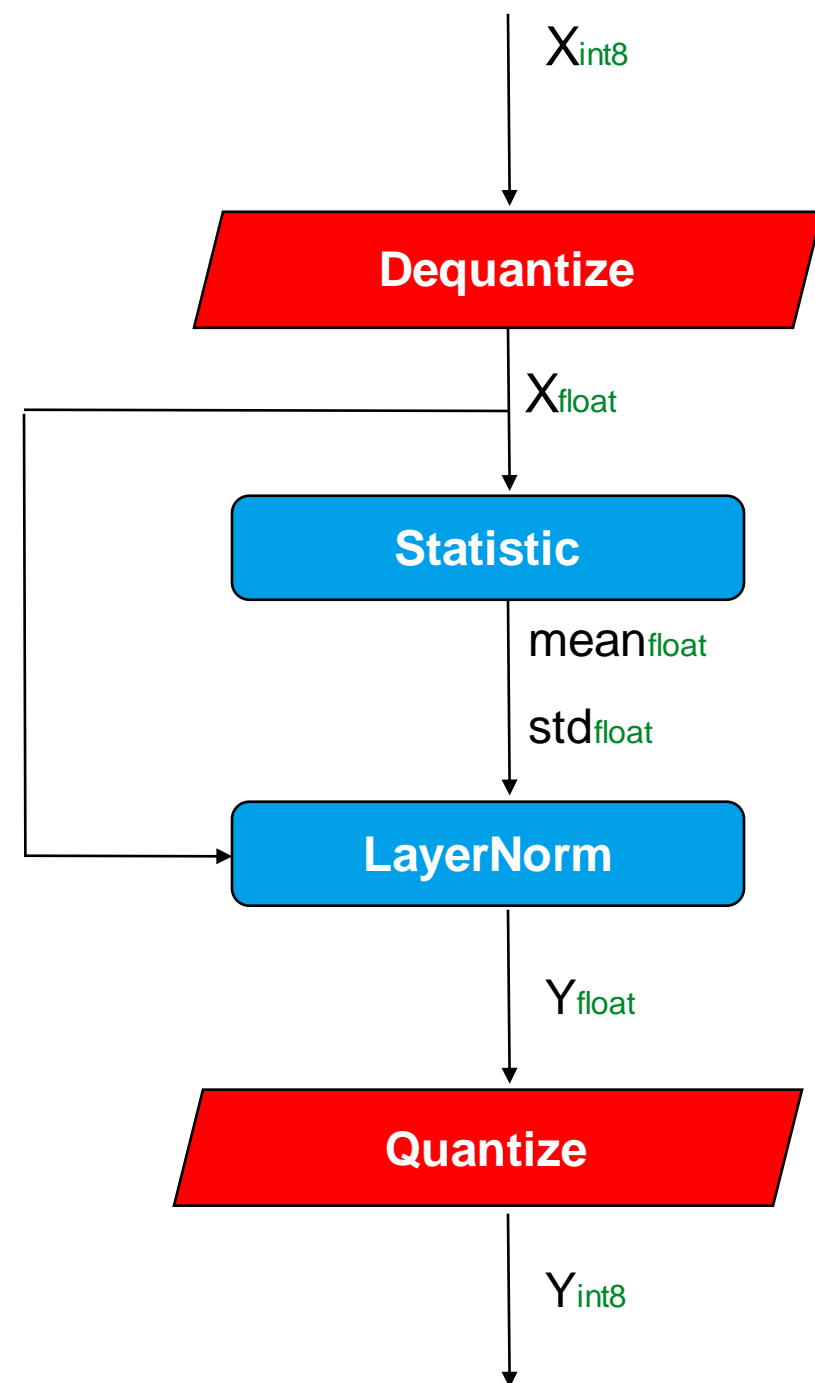 Xint8
Dequantize
Xfloat
Statistic
meanfloat
stdfloat
LayerNorm
Yfloat
Quantize
Yint8